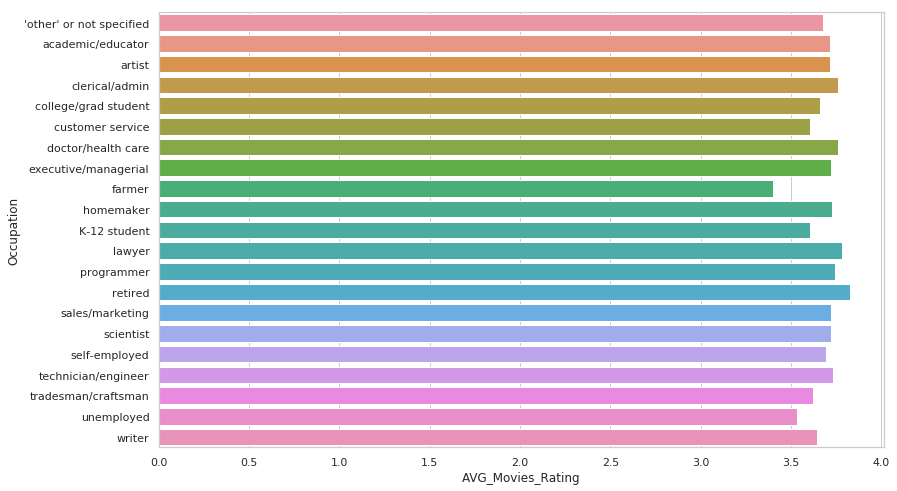 'other' or not specified
academic/educator
artist
clerical/admin
college/grad student
customer service
doctor/health care
executive/managerial
farmer
homemaker
K-12 student
lawyer
programmer
retired
sales/marketing
scientist
self-employed
technician/engineer
tradesman/craftsman
unemployed
writer
Occupation
0.0 0.5 1.0 1.5 2.0 2.5 3.0 3.5 4.0
AVG_Movies_Rating